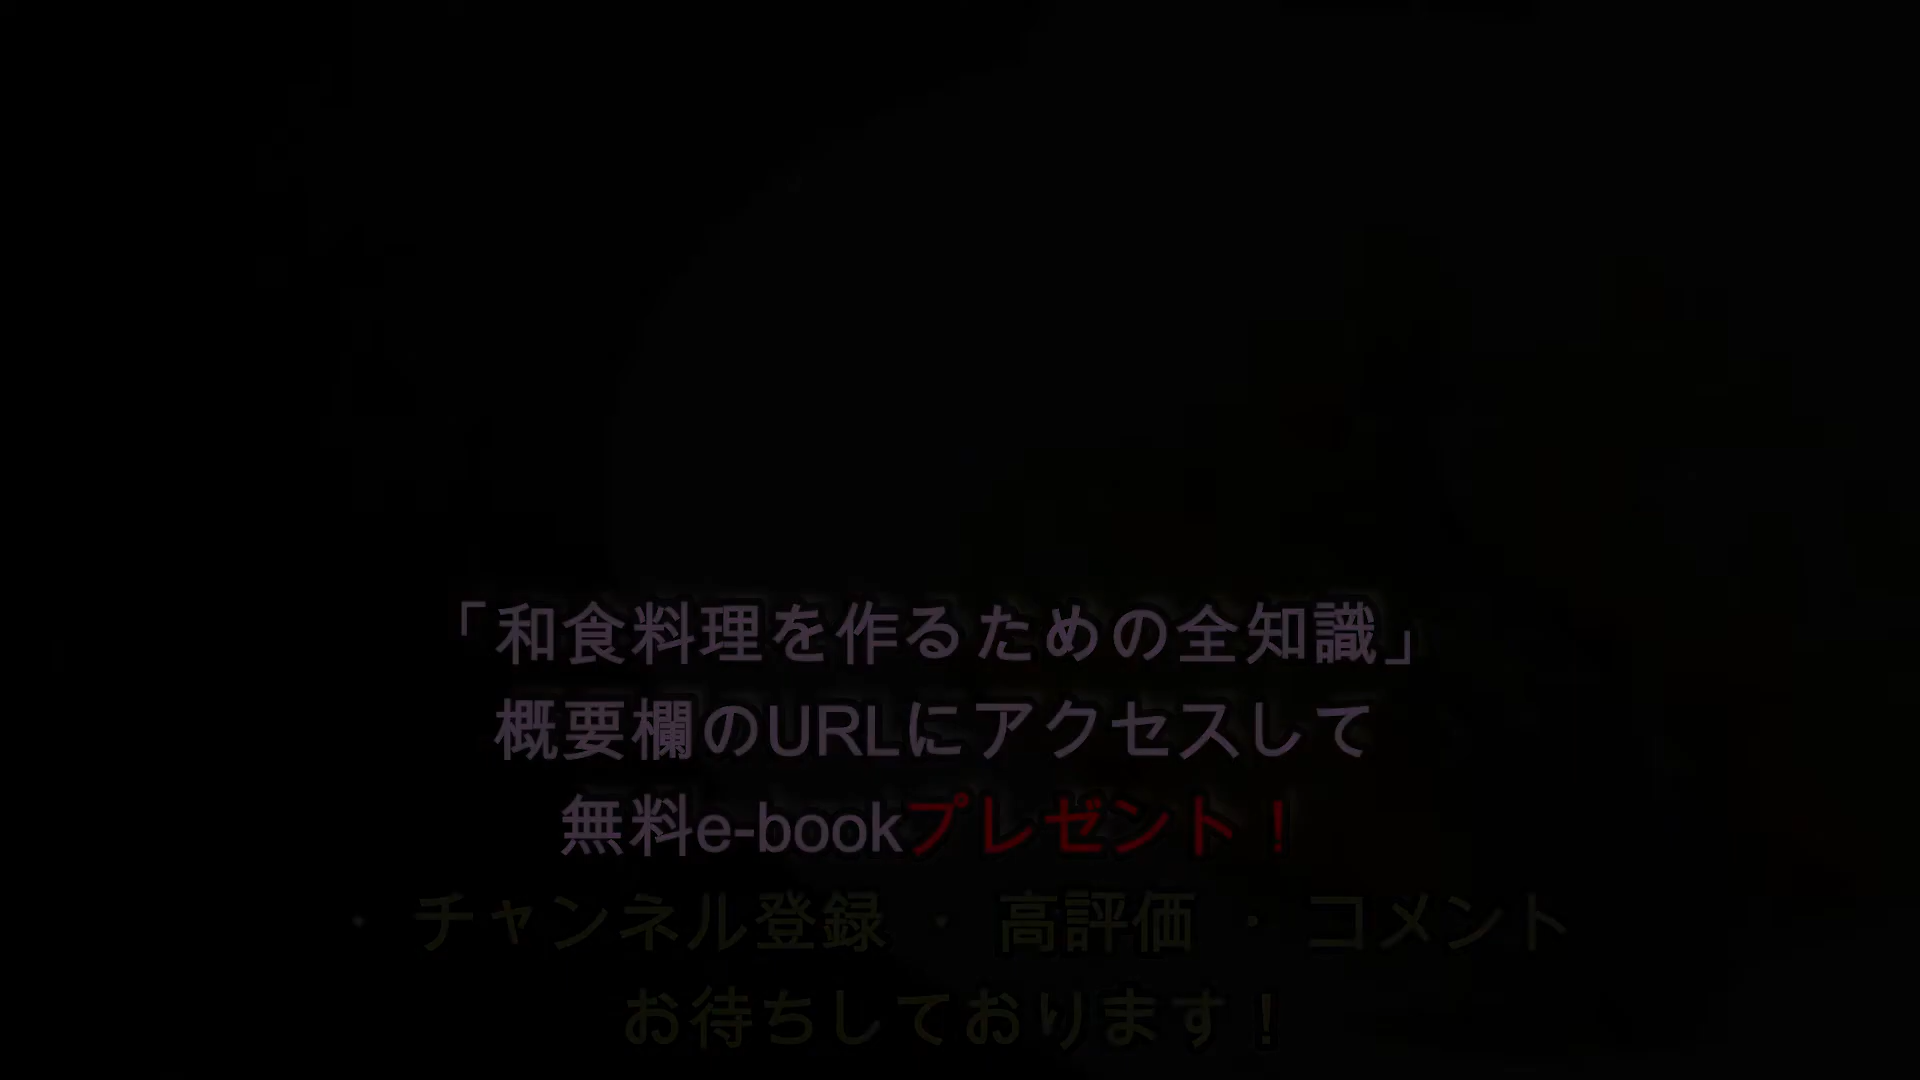 「和食料理を作るための全知識」
概要欄のURLにアクセスして
無料e-bookプレゼント！
・ チャンネル登録 ・ 高評価 ・ コメント
お待ちしております！